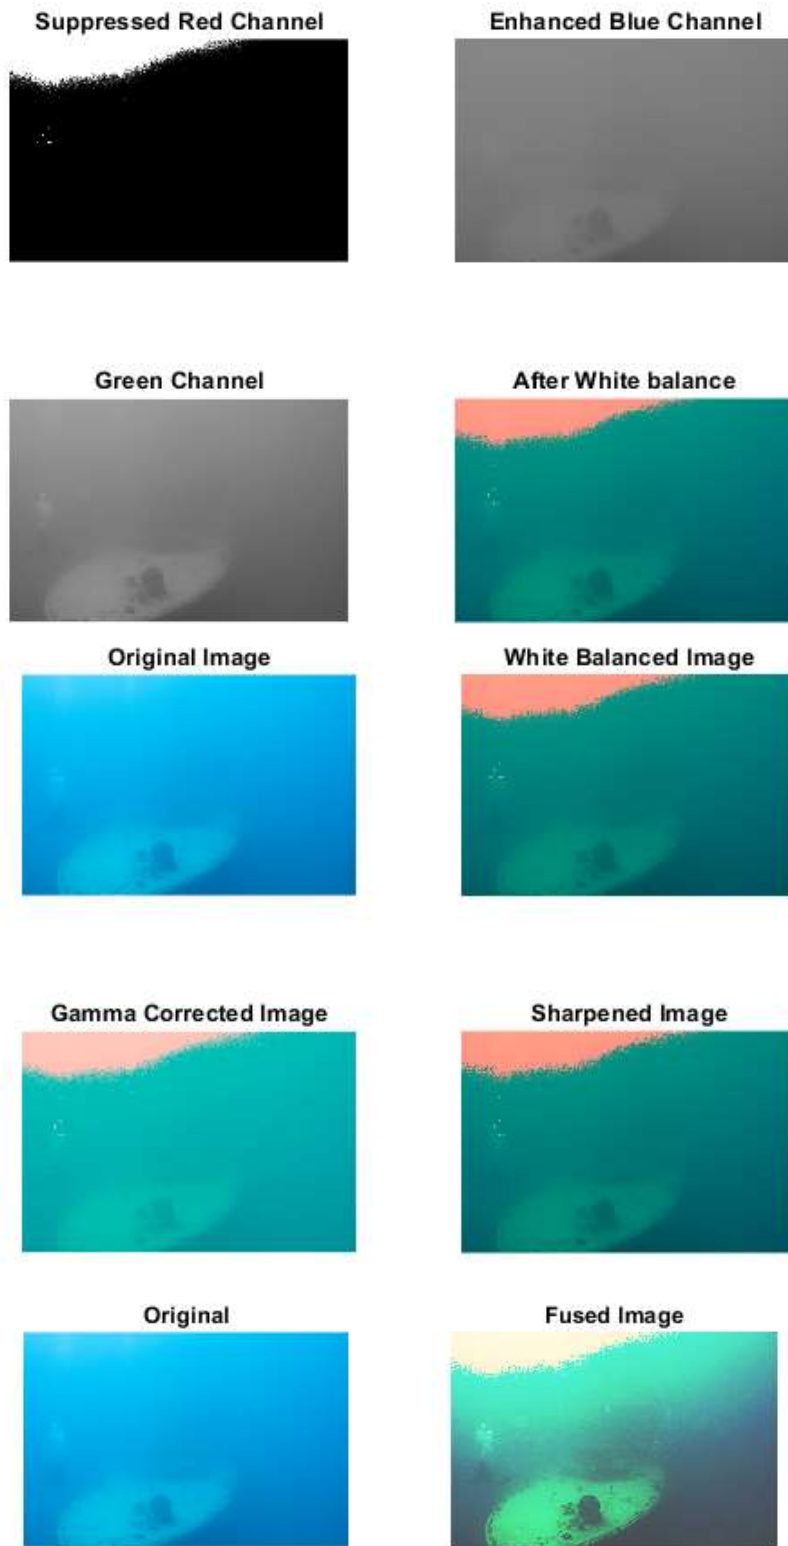 Suppressed Red Channel
Enhanced Blue Channel
Green Channel
After White balance
Original Image
White Balanced Image
Gamma Corrected Image
Sharpened Image
Original
Fused Image